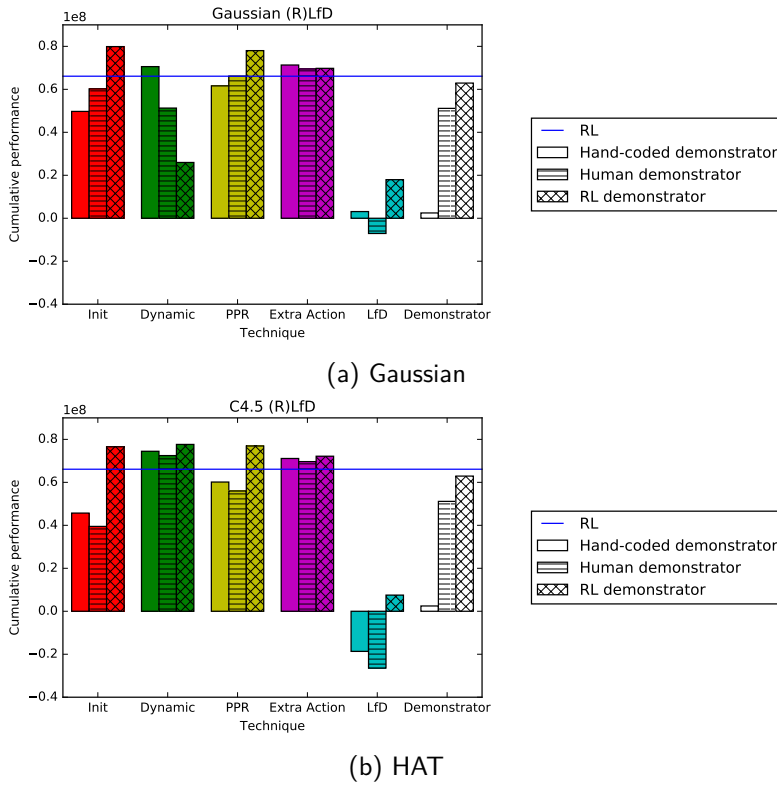 Gaussian (R)LfD
1e8
0.8
0.6
0.4
0.2
0.0
−0.2
−0.4
Cumulative performance
Init Dynamic PPR Extra Action LfD Demonstrator
Technique
RL
Hand-coded demonstrator
Human demonstrator
RL demonstrator
(a) Gaussian
C4.5 (R)LfD
1e8
0.8
0.6
0.4
0.2
0.0
−0.2
−0.4
Cumulative performance
Init Dynamic PPR Extra Action LfD Demonstrator
Technique
RL
Hand-coded demonstrator
Human demonstrator
RL demonstrator
(b) HAT